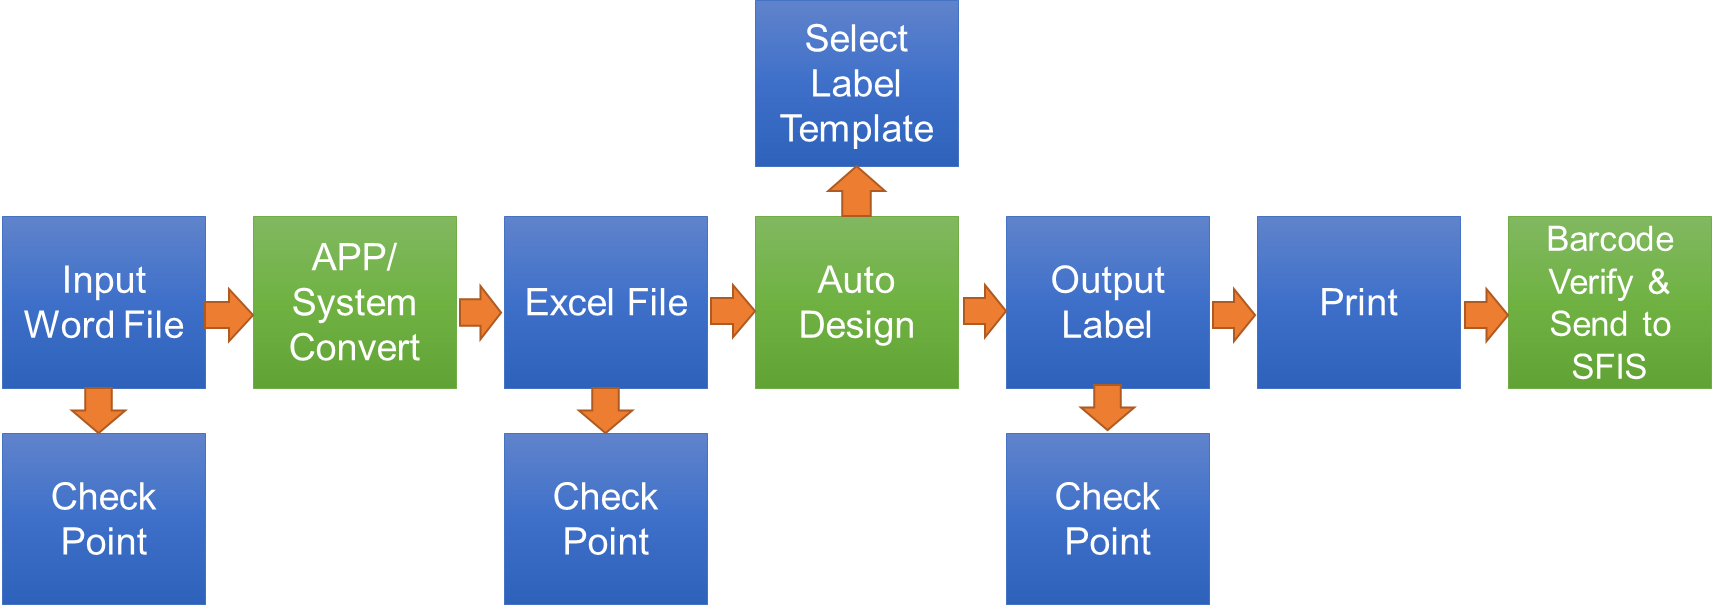 Select
Label
Template
Input
Word File
APP/
System
Convert
Excel File
Auto
Design
Output
Label
Print
Barcode
Verify &
Send to
SFIS
Check
Point
Check
Point
Check
Point